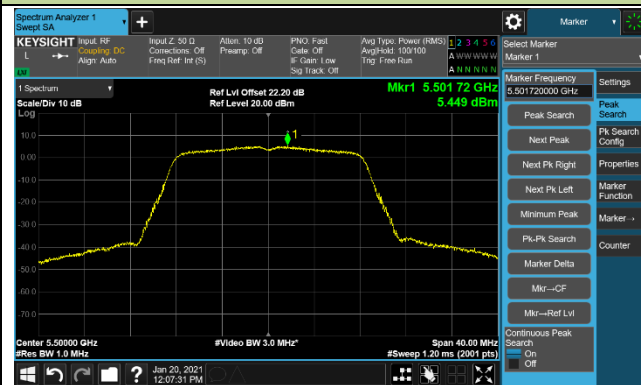 Spectrum Analyzer 1
Swept SA
+
Marker
KEYSIGHT
L
LXI
Input: RF
Coupling: DC
Align: Auto
Input Z: 50 Ω
Corrections: Off
Freq Ref: Int (S)
Atten: 10 dB
Preamp: Off
PNO: Fast
Gate: Off
IF Gain: Low
Sig Track: Off
Avg Type: Power (RMS)
Avg|Hold: 100/100
Trig: Free Run
1 2 3 4 5 6
A W W W W W
A N N N N N
Select Marker
Marker 1
1 Spectrum
Scale/Div 10 dB
Log
Ref Lvl Offset 22.20 dB
Ref Level 20.00 dBm
Mkr1 5.501 72 GHz
5.449 dBm
10.0
0.00
-10.0
-20.0
-30.0
-40.0
-50.0
-60.0
-70.0
1
Center 5.50000 GHz
#Res BW 1.0 MHz
#Video BW 3.0 MHz*
Span 40.00 MHz
#Sweep 1.20 ms (2001 pts)
Marker Frequency
5.501720000 GHz
Peak Search
Next Peak
Next Pk Right
Next Pk Left
Minimum Peak
Pk-Pk Search
Marker Delta
Mkr→CF
Mkr→Ref Lvl
Continuous Peak
Search
On
Off
Settings
Peak
Search
Pk Search
Config
Properties
Marker
Function
Marker→
Counter
?
Jan 20, 2021
12:07:31 PM